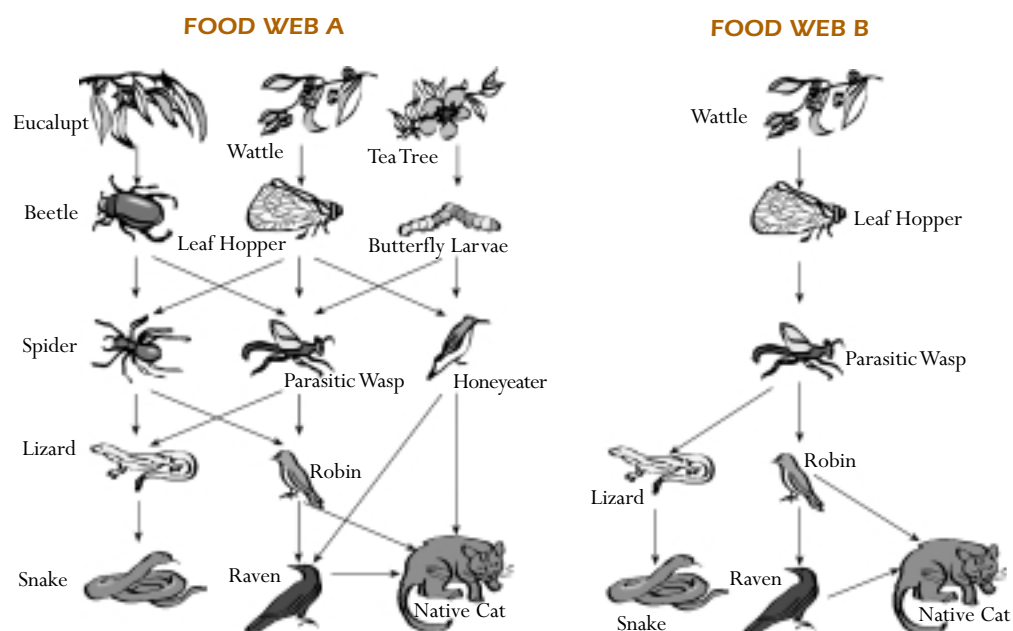 FOOD WEB A
Eucalupt
Wattle
Tea Tree
Beetle
Leaf Hopper
Butterfly Larvae
Spider
Parasitic Wasp
Honeyeater
Lizard
Robin
Snake
Raven
Native Cat
FOOD WEB B
Wattle
Leaf Hopper
Parasitic Wasp
Robin
Lizard
Raven
Native Cat
Snake